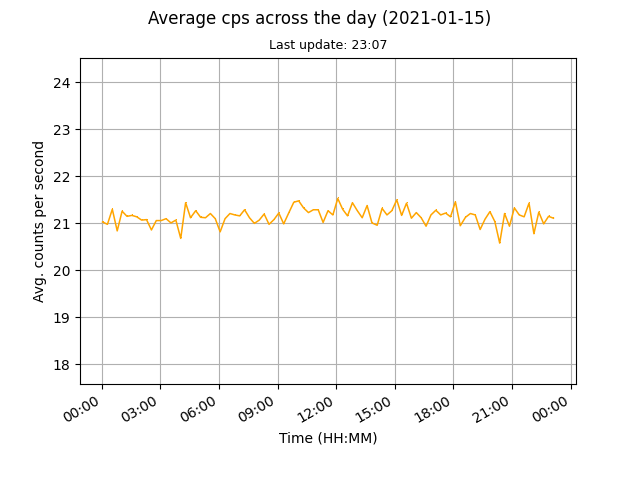 Average cps across the day (2021-01-15)
Last update: 23:07
24
23
22
21
20
19
18
Avg. counts per second
00:00 03:00 06:00 09:00 12:00 15:00 18:00 21:00 00:00
Time (HH:MM)